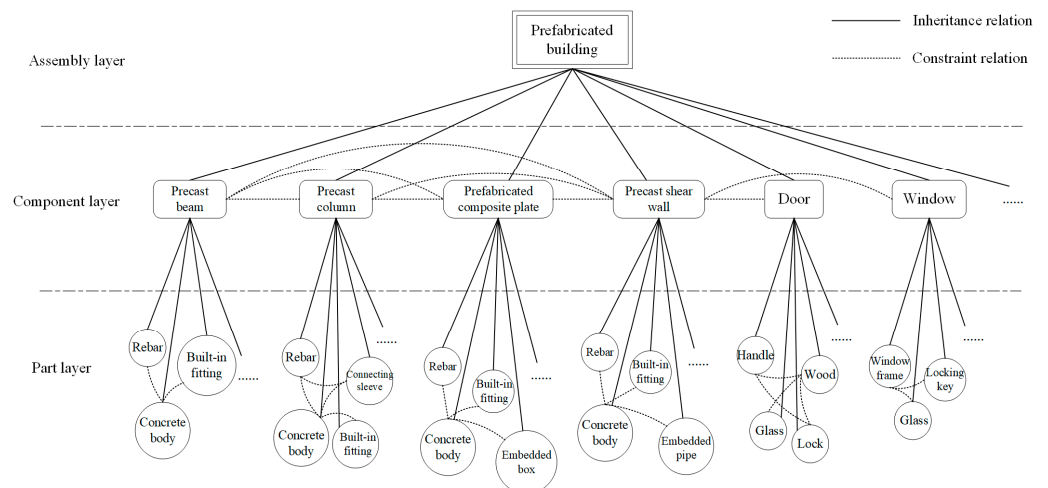 Prefabricated
building
Inheritance relation
Constraint relation
Assembly layer
Component layer
Precast
beam
Precast
column
Prefabricated
composite plate
Precast shear
wall
Door
Window
......
Part layer
Rebar
Built-in
fitting
Concrete
body
......
Rebar
Connecting
sleeve
Concrete
body
Built-in
fitting
......
Rebar
Built-in
fitting
Concrete
body
Embedded
box
......
Rebar
Built-in
fitting
Concrete
body
Embedded
pipe
......
Handle
Wood
Glass
Lock
......
Window
frame
Locking
key
Glass
......